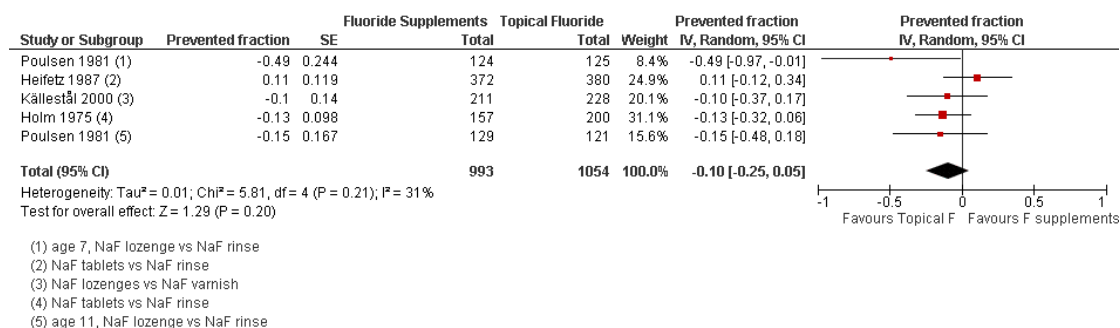 Fluoride Supplements Topical Fluoride Prevented fraction Prevented fraction
Study or Subgroup Prevented fraction SE Total Total Weight IV, Random, 95% CI IV, Random, 95% CI
Poulsen 1981 (1) -0.49 0.244 124 125 8.4% -0.49 [-0.97, -0.01]
Heifetz 1987 (2) 0.11 0.119 372 380 24.9% 0.11 [-0.12, 0.34]
Källestål 2000 (3) -0.1 0.14 211 228 20.1% -0.10 [-0.37, 0.17]
Holm 1975 (4) -0.13 0.098 157 200 31.1% -0.13 [-0.32, 0.06]
Poulsen 1981 (5) -0.15 0.167 129 121 15.6% -0.15 [-0.48, 0.18]
Total (95% CI) 993 1054 100.0% -0.10 [-0.25, 0.05]
Heterogeneity: Tau² = 0.01; Chi² = 5.81, df = 4 (P = 0.21); I² = 31%
Test for overall effect: Z = 1.29 (P = 0.20)
-1 -0.5 0 0.5 1
Favours Topical F Favours F supplements
(1) age 7, NaF lozenge vs NaF rinse
(2) NaF tablets vs NaF rinse
(3) NaF lozenges vs NaF varnish
(4) NaF tablets vs NaF rinse
(5) age 11, NaF lozenge vs NaF rinse